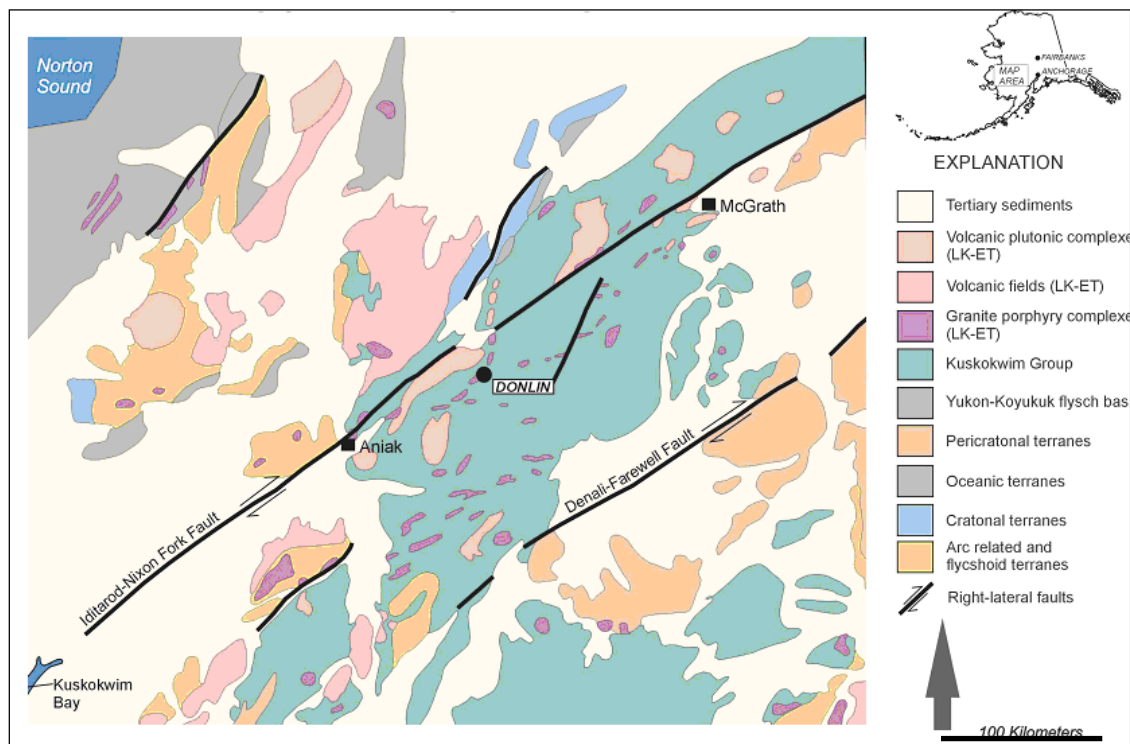 Norton
Sound
McGrath
DONLIN
Aniak
Iditarod-Nixon Fork Fault
Denali-Farewell Fault
Kuskokwim
Bay
FAIRBANKS
MAP
AREA
ANCHORAGE
EXPLANATION
Tertiary sediments
Volcanic plutonic complexe
(LK-ET)
Volcanic fields (LK-ET)
Granite porphyry complexe
(LK-ET)
Kuskokwim Group
Yukon-Koyukuk flysch bas
Pericratonal terranes
Oceanic terranes
Cratonal terranes
Arc related and
flycshoid terranes
Right-lateral faults
100 Kilometers